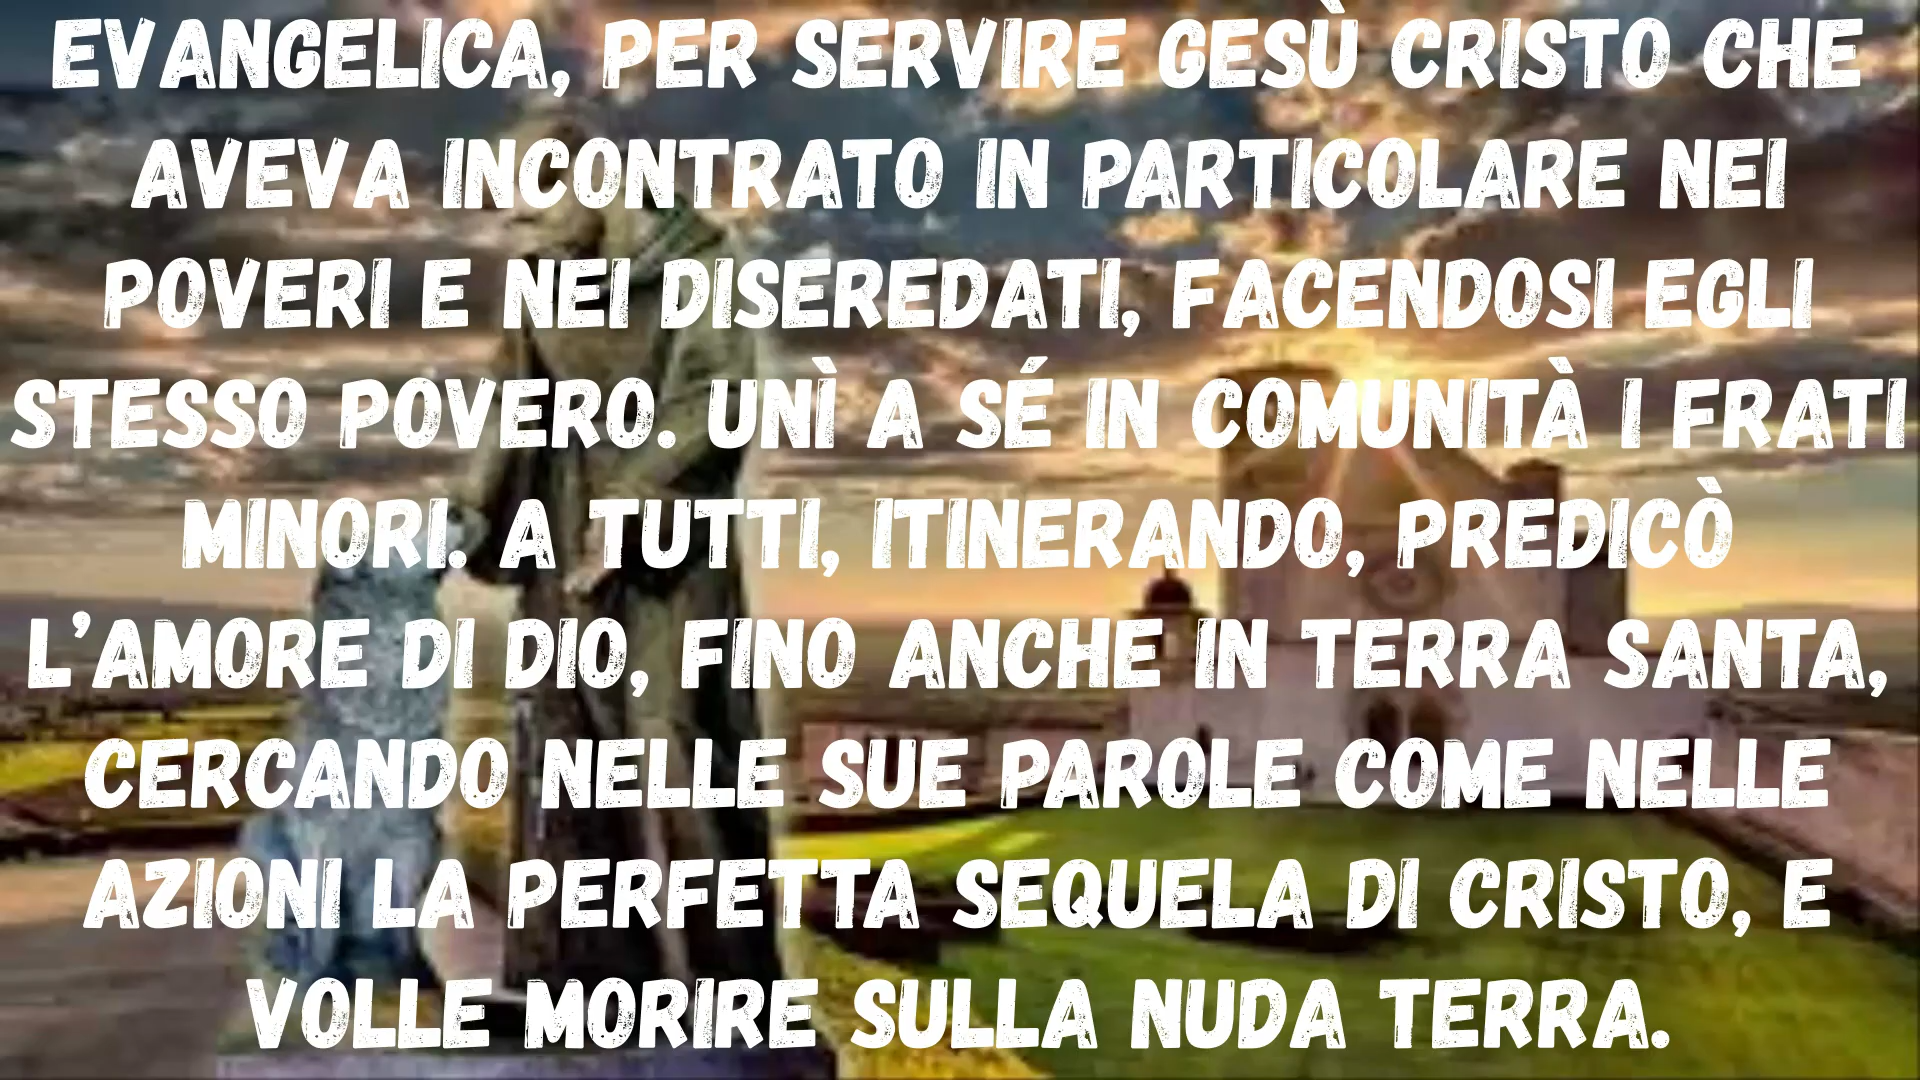 EVANGELICA, PER SERVIRE GESÙ CRISTO CHE
AVEVA INCONTRATO IN PARTICOLARE NEI
POVERI E NEI DISEREDATI, FACENDOSI EGLI
STESSO POVERO. UNÌ A SÉ IN COMUNITÀ I FRATI
MINORI. A TUTTI, ITINERANDO, PREDICÒ
L’AMORE DI DIO, FINO ANCHE IN TERRA SANTA,
CERCANDO NELLE SUE PAROLE COME NELLE
AZIONI LA PERFETTA SEQUELA DI CRISTO, E
VOLLE MORIRE SULLA NUDA TERRA.